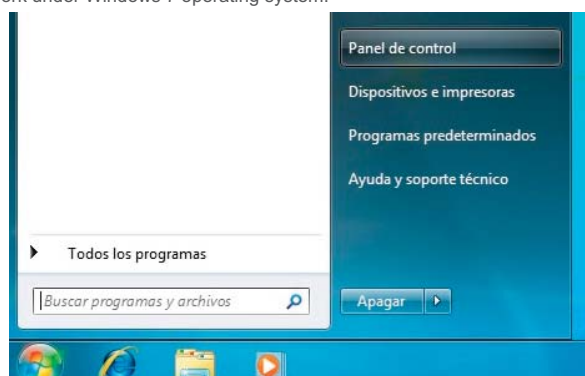 under Windows 7 operating system.
Panel de control
Dispositivos e impresoras
Programas predeterminados
Ayuda y soporte técnico
Todos los programas
Buscar programas y archivos
Apagar